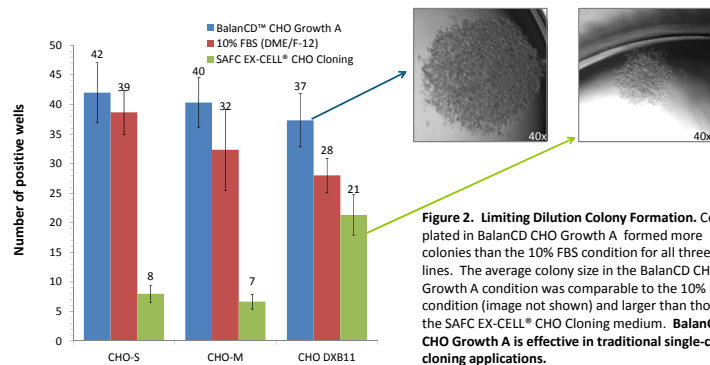 BalanCD™ CHO Growth A
10% FBS (DME/F-12)
SAFC EX-CELL® CHO Cloning
Number of positive wells
50
45
40
35
30
25
20
15
10
5
0
42
39
8
40
32
7
37
28
21
CHO-S
CHO-M
CHO DXB11
40x
40x
Figure 2. Limiting Dilution Colony Formation.
plated in BalanCD CHO Growth A formed more
colonies than the 10% FBS condition for all three
lines. The average colony size in the BalanCD
Growth A condition was comparable to the 10%
condition (image not shown) and larger than
the SAFC EX-CELL® CHO Cloning medium.
CHO Growth A is effective in traditional
cloning applications.